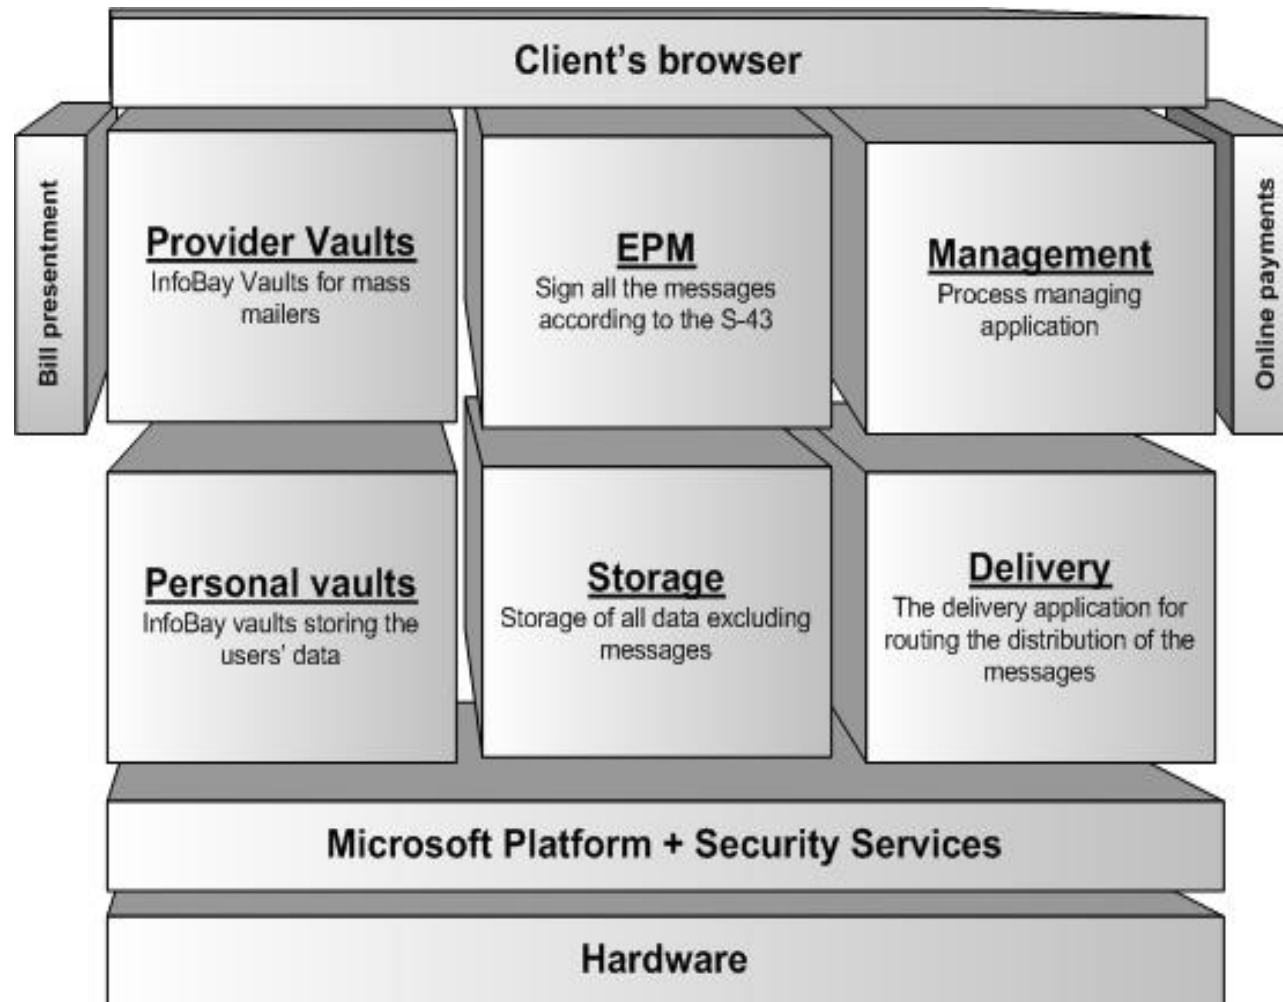 Client's browser
Bill presentment
Provider Vaults
InfoBay Vaults for mass
mailers
EPM
Sign all the messages
according to the S-43
Management
Process managing
application
Online payments
Personal vaults
InfoBay vaults storing the
users' data
Storage
Storage of all data excluding
messages
Delivery
The delivery application for
routing the distribution of the
messages
Microsoft Platform + Security Services
Hardware